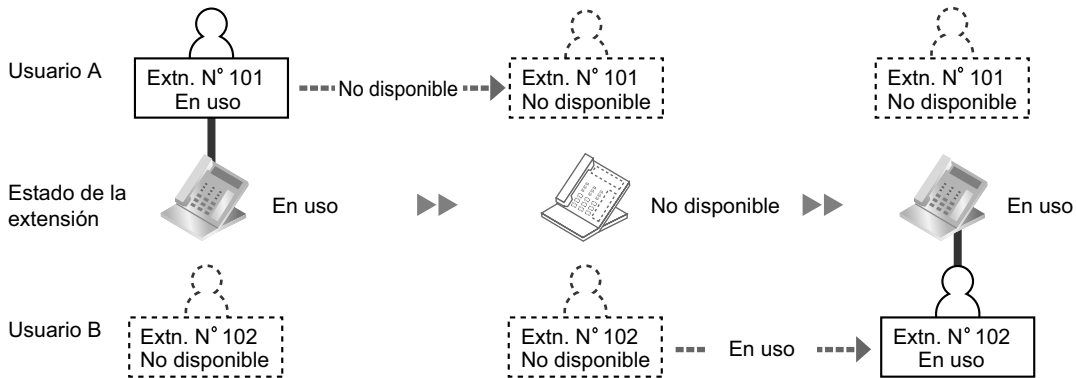 Usuario A
Extn. N° 101
En uso
No disponible
Extn. N° 101
No disponible
Extn. N° 101
No disponible
Estado de la
extensión
En uso
No disponible
En uso
Usuario B
Extn. N° 102
No disponible
Extn. N° 102
No disponible
En uso
Extn. N° 102
En uso